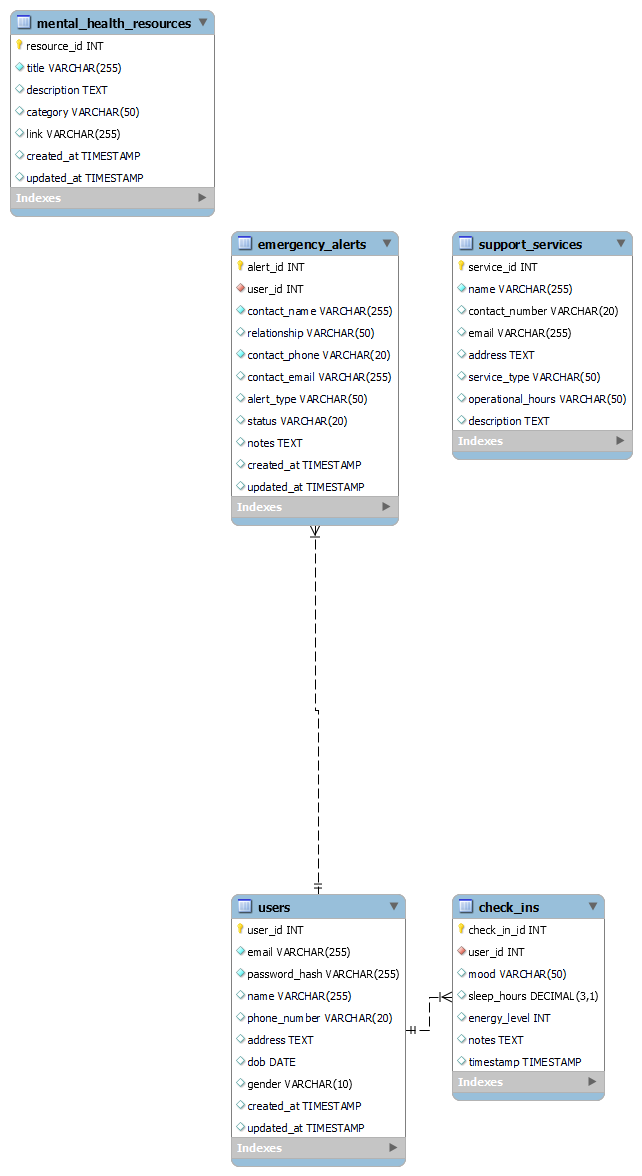 mental_health_resources
resource_id INT
title VARCHAR(255)
description TEXT
category VARCHAR(50)
link VARCHAR(255)
created_at TIMESTAMP
updated_at TIMESTAMP
Indexes
emergency_alerts
alert_id INT
user_id INT
contact_name VARCHAR(255)
relationship VARCHAR(50)
contact_phone VARCHAR(20)
contact_email VARCHAR(255)
alert_type VARCHAR(50)
status VARCHAR(20)
notes TEXT
created_at TIMESTAMP
updated_at TIMESTAMP
Indexes
support_services
service_id INT
name VARCHAR(255)
contact_number VARCHAR(20)
email VARCHAR(255)
address TEXT
service_type VARCHAR(50)
operational_hours VARCHAR(50)
description TEXT
Indexes
users
user_id INT
email VARCHAR(255)
password_hash VARCHAR(255)
name VARCHAR(255)
phone_number VARCHAR(20)
address TEXT
dob DATE
gender VARCHAR(10)
created_at TIMESTAMP
updated_at TIMESTAMP
Indexes
check_ins
check_in_id INT
user_id INT
mood VARCHAR(50)
sleep_hours DECIMAL(3,1)
energy_level INT
notes TEXT
timestamp TIMESTAMP
Indexes